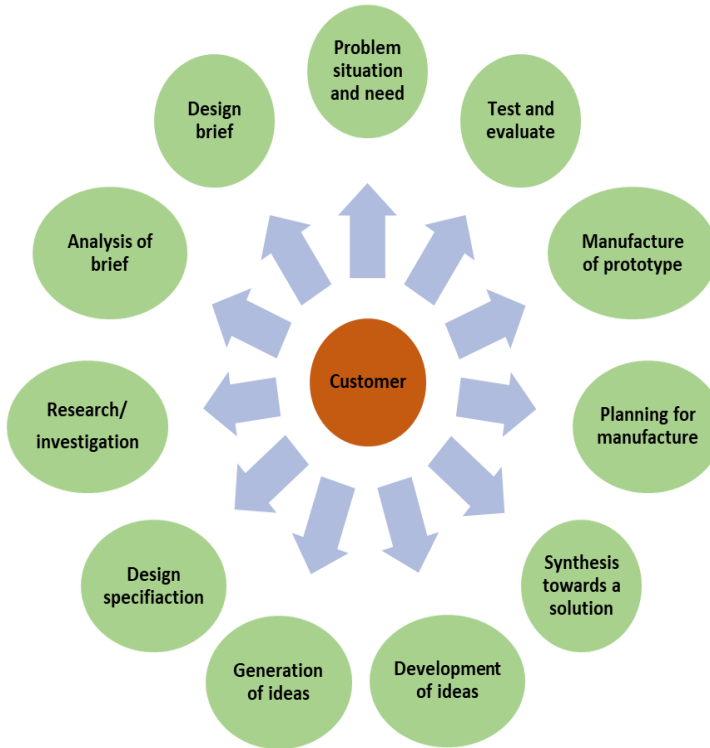 Problem
situation
and need
Test and
evaluate
Manufacture
of prototype
Planning for
manufacture
Synthesis
towards a
solution
Development
of ideas
Generation
of ideas
Design
specifiaction
Research/
investigation
Analysis of
brief
Design
brief
Customer